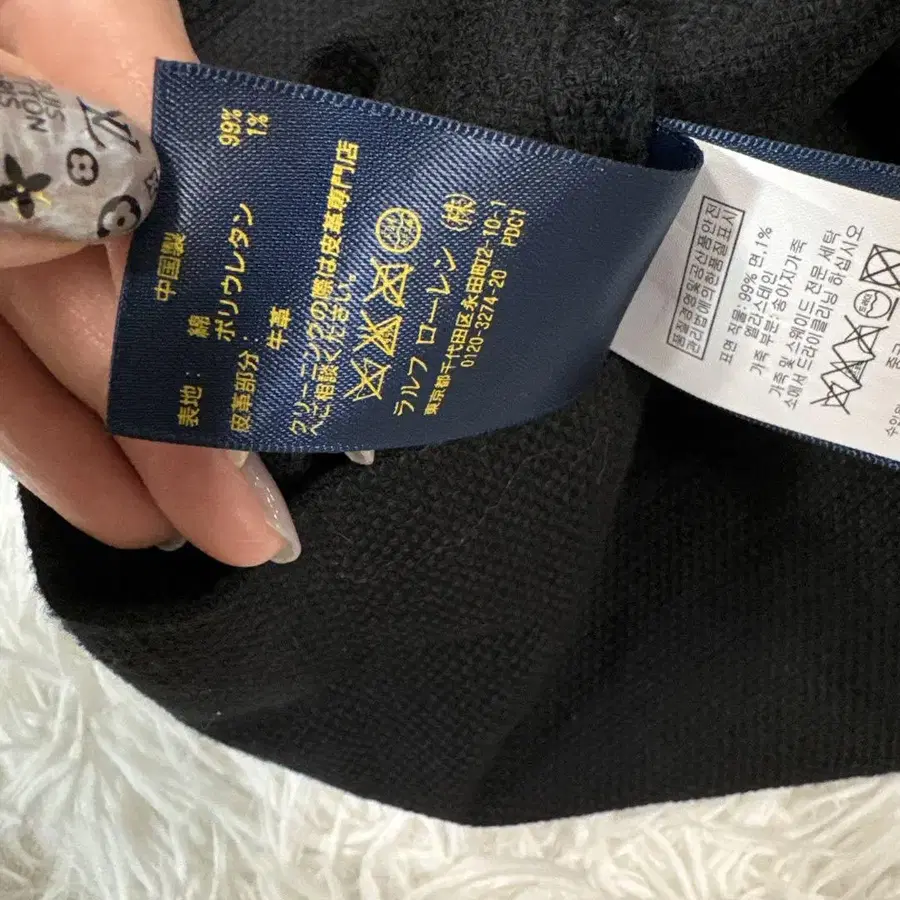 中国製
表地: 綿 99%
ポリウレタン 1%
皮革部分: 牛革
クリーニングの際は皮革専門店
へご相談ください。
ラルフ ローレン (株)
東京都千代田区永田町2-10-1
0120-3274-20 PDC1
품질경영및공산품안전
관리법에의한품질표시
표면 직물: 99% 면, 1%
엘라스테인
가죽 부분: 송아지가죽
가죽 및 스웨이드 전문 세탁
소에서 드라이클리닝 하십시오